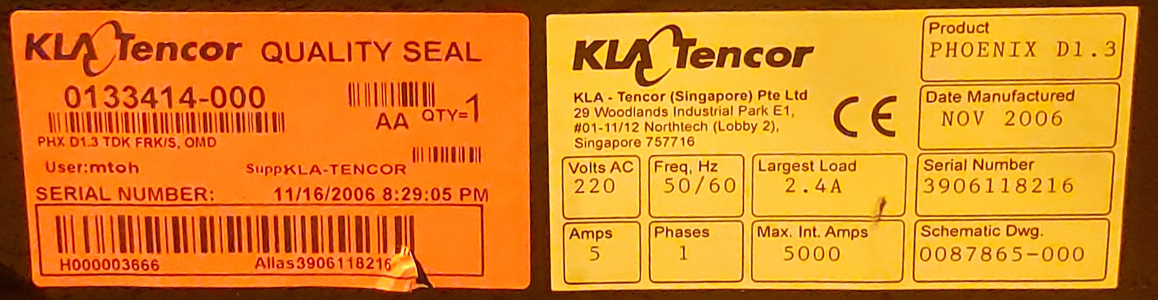 KLA Tencor QUALITY SEAL
0133414-000
AA QTY=1
PHX D1.3 TDK FRK/S, OMD
User:mtoh SuppKLA-TENCOR
SERIAL NUMBER: 11/16/2006 8:29:05 PM
H000003666 Alias3906118216
KLA Tencor
KLA - Tencor (Singapore) Pte Ltd
29 Woodlands Industrial Park E1,
#01-11/12 Northtech (Lobby 2),
Singapore 757716
CE
Product
PHOENIX D1.3
Date Manufactured
NOV 2006
Volts AC
220
Freq, Hz
50/60
Largest Load
2.4A
Serial Number
3906118216
Amps
5
Phases
1
Max. Int. Amps
5000
Schematic Dwg.
0087865-000